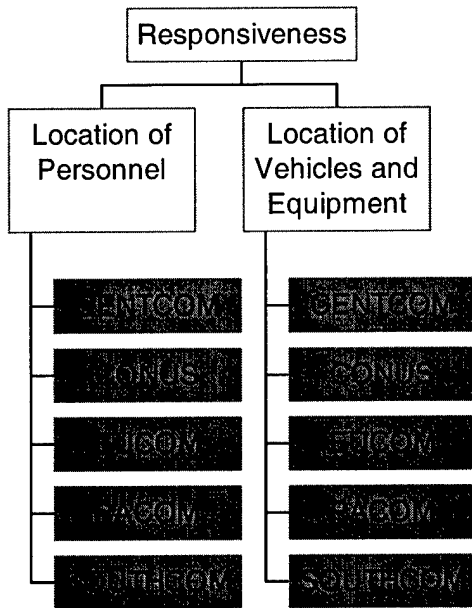 Responsiveness
Location of
Personnel
Location of
Vehicles and
Equipment
CENTCOM
CONUS
EUCOM
PACOM
SOUTHCOM
CENTCOM
CONUS
EUCOM
PACOM
SOUTHCOM